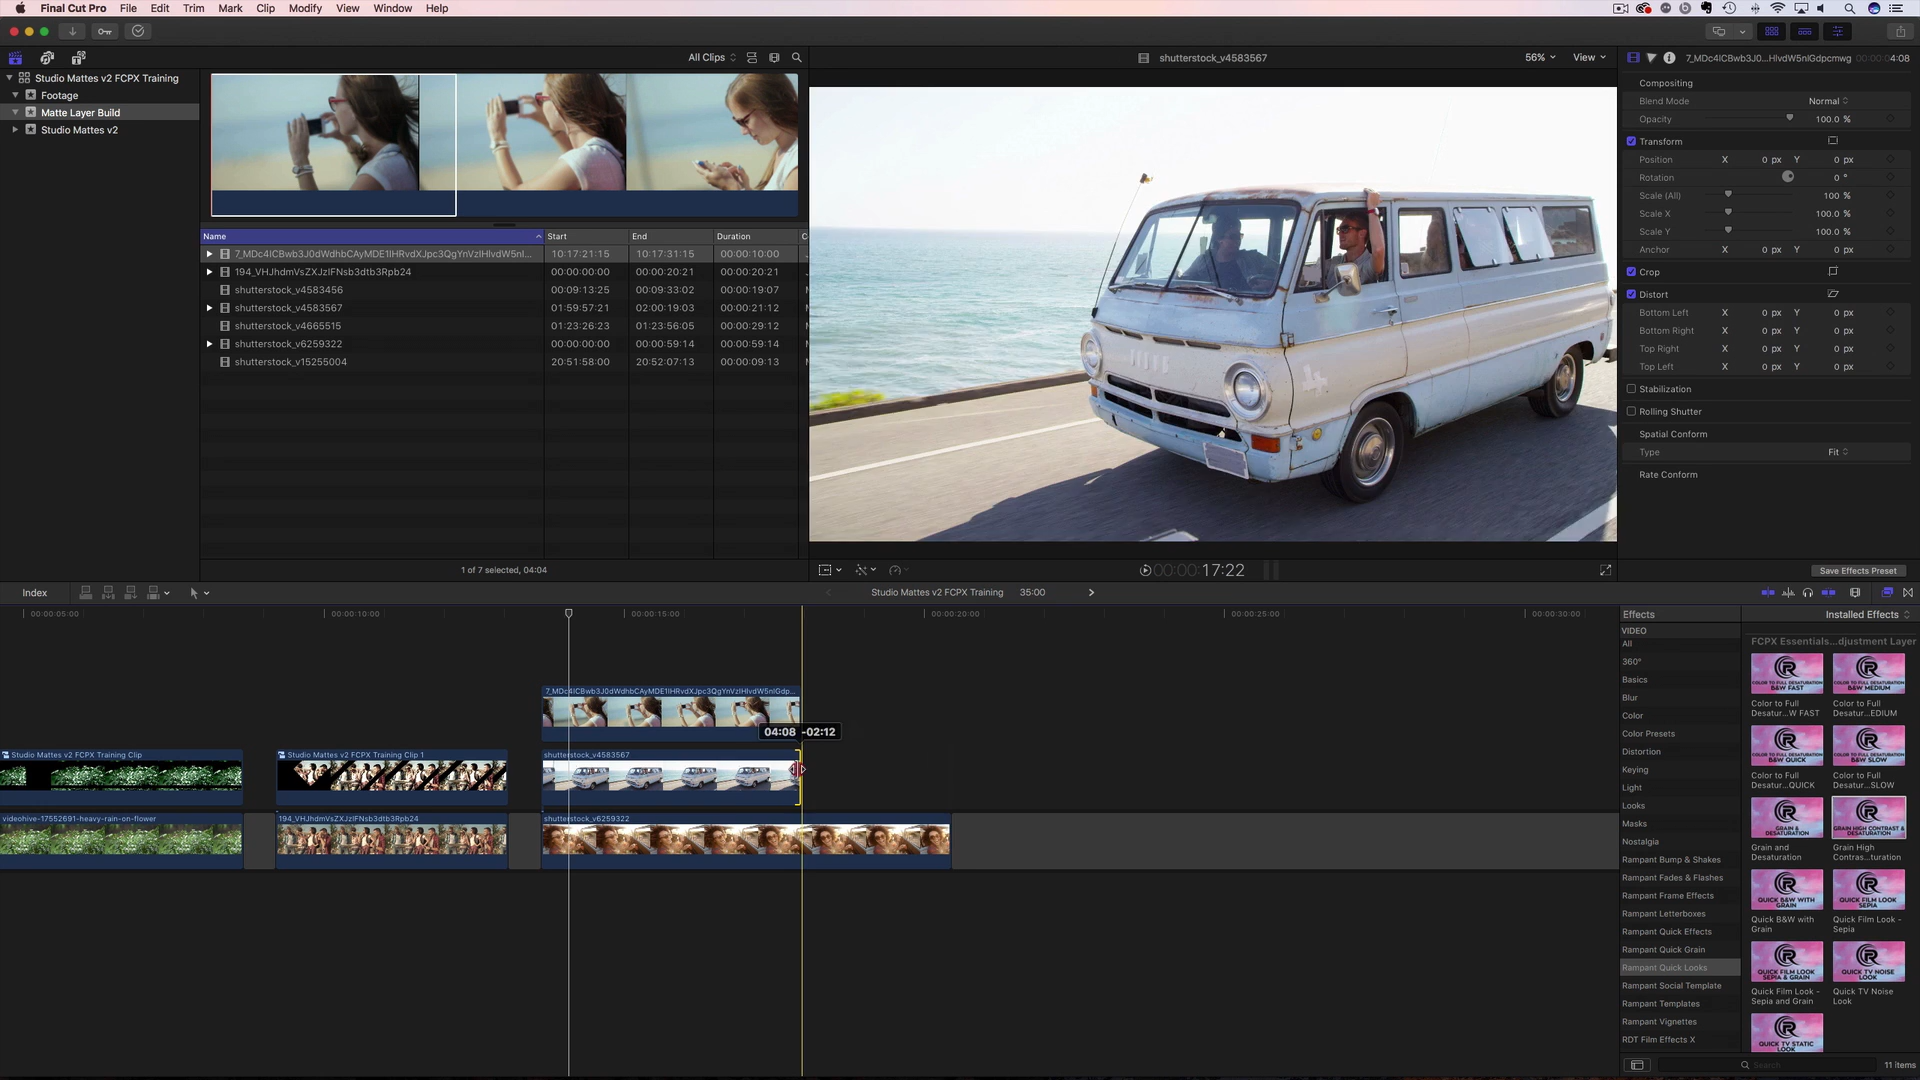 Final Cut Pro File Edit Trim Mark Clip Modify View Window Help
All Clips
shutterstock_v4583567
56% View
7_MDc4ICBwb3J0...HIvdW5nIGdpcmwg
4:08
Studio Mattes v2 FCPX Training
Footage
Matte Layer Build
Studio Mattes v2
Name Start End Duration
7_MDc4ICBwb3J0dWdhbCAyMDE1IHRvdXJpc3QgYnVzIHIvdW5nI... 10:17:21:15 10:17:31:15 00:00:10:00
194_VHJhdmVsZXJzIFNsb3dtb3Rpb24 00:00:00:00 00:00:20:21 00:00:20:21
shutterstock_v4583456 00:09:13:25 00:09:33:02 00:00:19:07
shutterstock_v4583567 01:59:57:21 02:00:19:03 00:00:21:12
shutterstock_v4665515 01:23:26:23 01:23:56:05 00:00:29:12
shutterstock_v6259322 00:00:00:00 00:00:59:14 00:00:59:14
shutterstock_v15255004 20:51:58:00 20:52:07:13 00:00:09:13
1 of 7 selected, 04:04
00:00:00:17:22
Compositing
Blend Mode Normal
Opacity 100.0 %
Transform
Position X 0 px Y 0 px
Rotation 0 °
Scale (All) 100 %
Scale X 100.0 %
Scale Y 100.0 %
Anchor X 0 px Y 0 px
Crop
Distort
Bottom Left X 0 px Y 0 px
Bottom Right X 0 px Y 0 px
Top Right X 0 px Y 0 px
Top Left X 0 px Y 0 px
Stabilization
Rolling Shutter
Spatial Conform
Type Fit
Rate Conform
Save Effects Preset
Index
Studio Mattes v2 FCPX Training 35:00
00:00:05:00 00:00:10:00 00:00:15:00 00:00:20:00 00:00:25:00 00:00:30:00
7_MDc4ICBwb3J0dWdhbCAyMDE1IHRvdXJpc3QgYnVzIHIvdW5nIGdp...
04:08 -02:12
Studio Mattes v2 FCPX Training Clip
Studio Mattes v2 FCPX Training Clip 1
shutterstock_v4583567
videohive-17552691-heavy-rain-on-flower
194_VHJhdmVsZXJzIFNsb3dtb3Rpb24
shutterstock_v6259322
Effects
Installed Effects
VIDEO
All
360°
Basics
Blur
Color
Color Presets
Distortion
Keying
Light
Looks
Masks
Nostalgia
Rampant Bump & Shakes
Rampant Fades & Flashes
Rampant Frame Effects
Rampant Letterboxes
Rampant Quick Effects
Rampant Quick Grain
Rampant Quick Looks
Rampant Social Template
Rampant Templates
Rampant Vignettes
RDT Film Effects X
FCPX Essentials...djustment Layer
COLOR TO FULL DESATURATION
B&W FAST
COLOR TO FULL DESATURATION
B&W MEDIUM
Color to Full
Desatur...W FAST
Color to Full
Desatur...EDIUM
COLOR TO FULL DESATURATION
B&W QUICK
COLOR TO FULL DESATURATION
B&W SLOW
Color to Full
Desatur...QUICK
Color to Full
Desatur...SLOW
GRAIN &
DESATURATION
GRAIN HIGH CONTRAST &
DESATURATION
Grain and
Desaturation
Grain High
Contras...turation
QUICK B&W WITH
GRAIN
QUICK FILM LOOK
SEPIA
Quick B&W with
Grain
Quick Film Look -
Sepia
QUICK FILM LOOK
SEPIA & GRAIN
QUICK TV NOISE
LOOK
Quick Film Look -
Sepia and Grain
Quick TV Noise
Look
QUICK TV STATIC
LOOK
Search
11 items